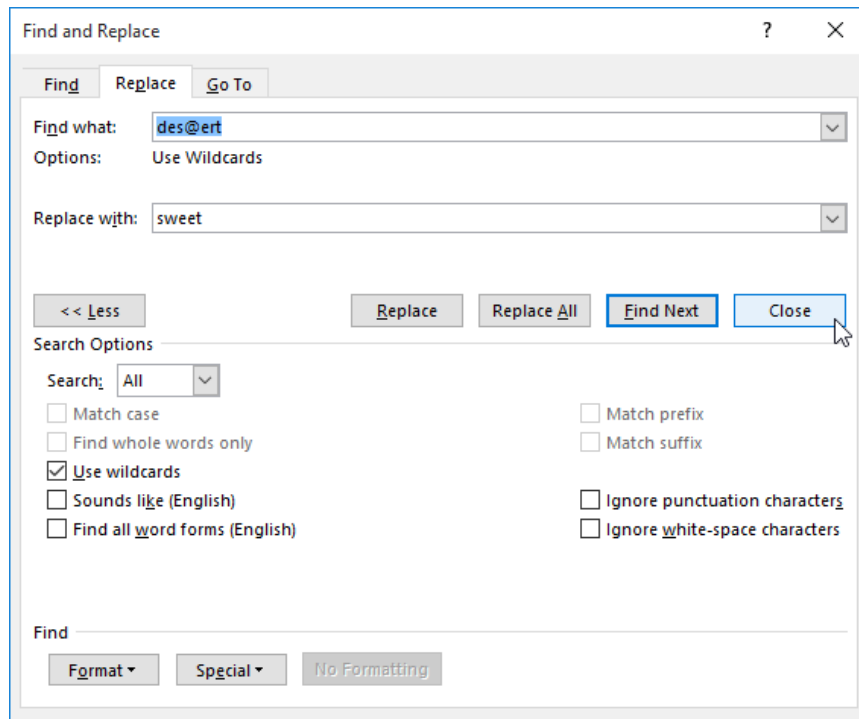 Find and Replace ?
Find Replace Go To
Find what: des@ert
Options: Use Wildcards
Replace with: sweet
<< Less Replace Replace All Find Next Close
Search Options
Search: All
Match case Match prefix
Find whole words only Match suffix
Use wildcards
Sounds like (English) Ignore punctuation characters
Find all word forms (English) Ignore white-space characters
Find
Format Special No Formatting